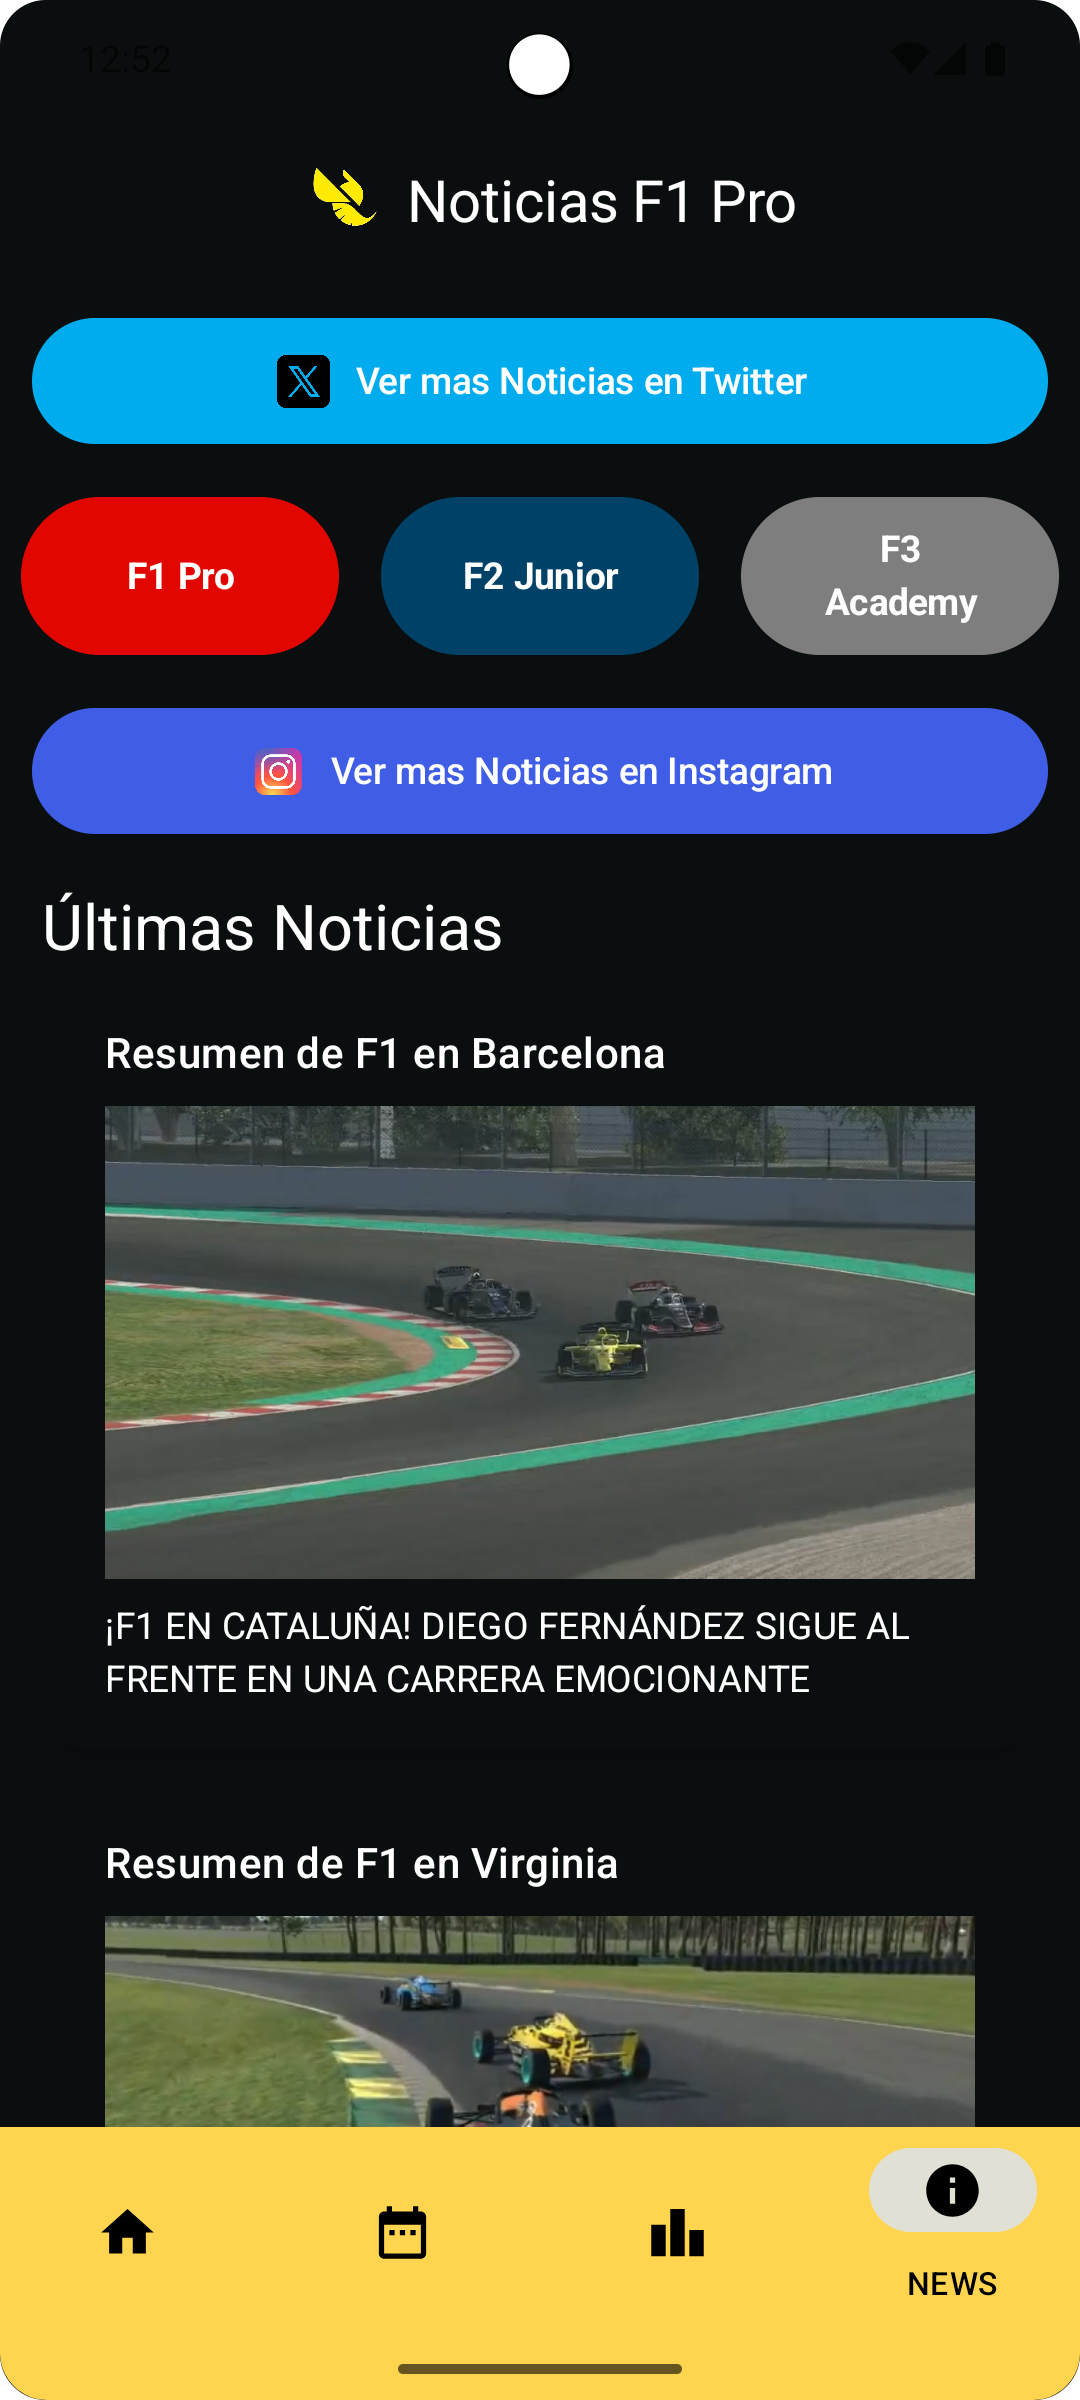 12:52
Noticias F1 Pro
Ver mas Noticias en Twitter
F1 Pro
F2 Junior
F3
Academy
Ver mas Noticias en Instagram
Últimas Noticias
Resumen de F1 en Barcelona
¡F1 EN CATALUÑA! DIEGO FERNÁNDEZ SIGUE AL
FRENTE EN UNA CARRERA EMOCIONANTE
Resumen de F1 en Virginia
NEWS